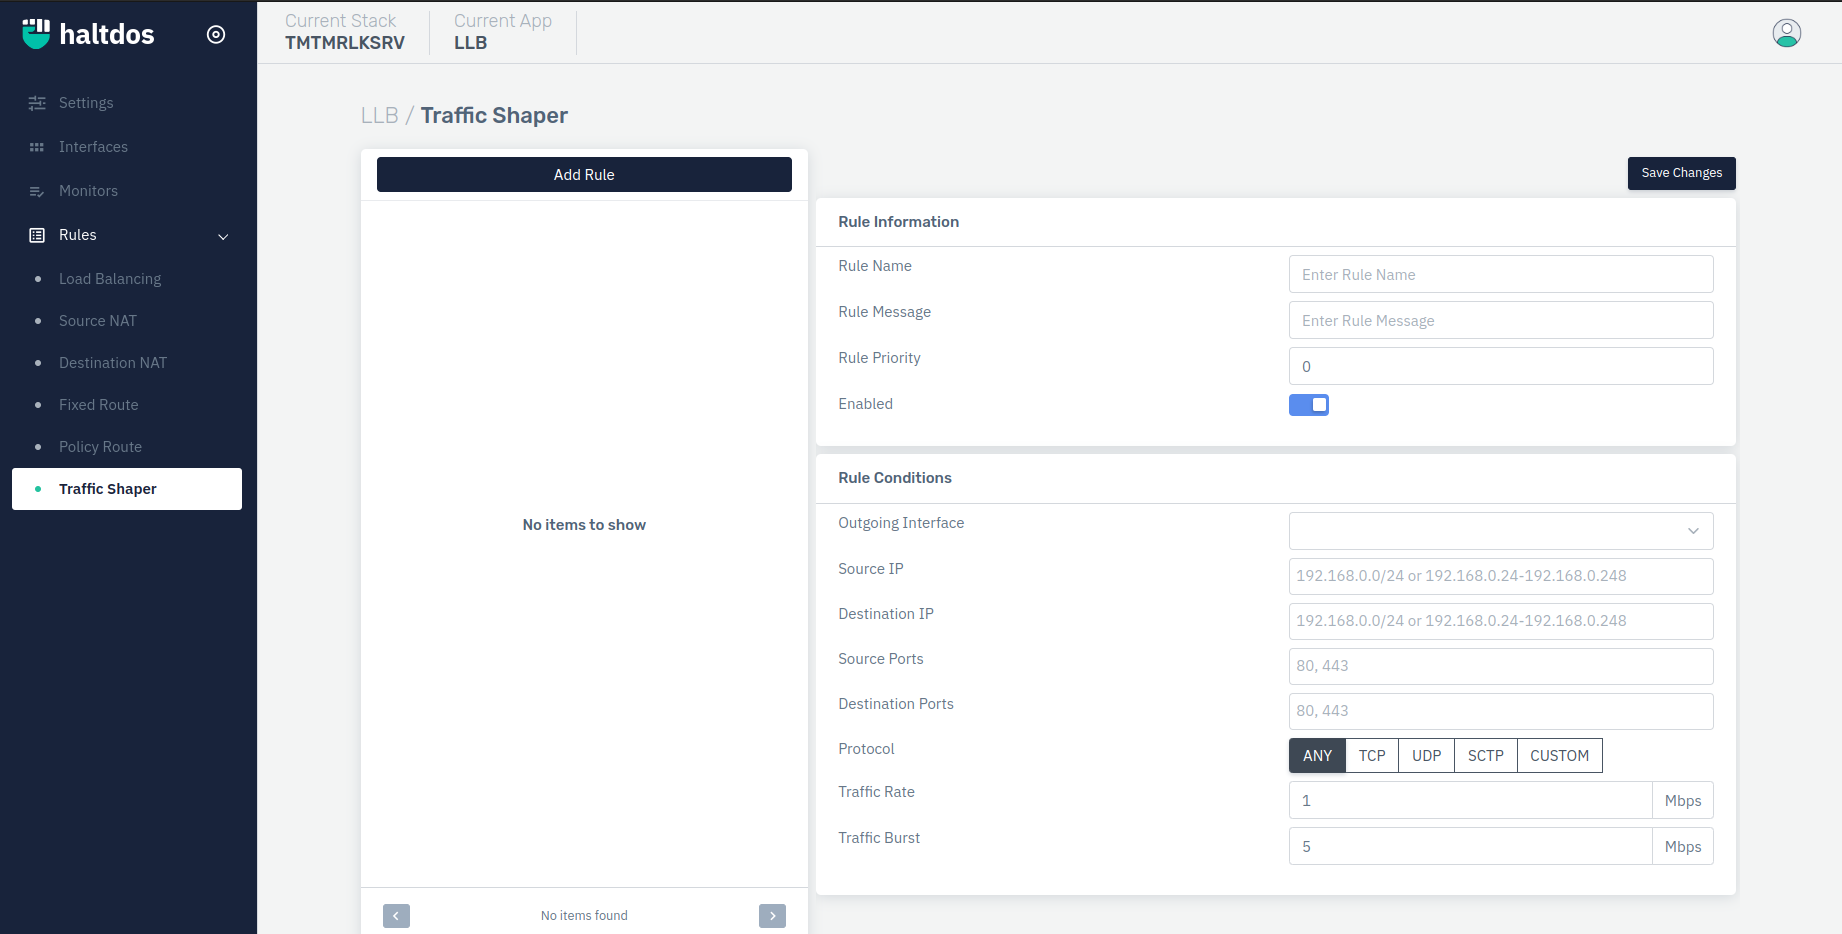 haltdos
Current Stack
TMTMRLKSRV
Current App
LLB
Settings
Interfaces
Monitors
Rules
Load Balancing
Source NAT
Destination NAT
Fixed Route
Policy Route
Traffic Shaper
LLB / Traffic Shaper
Add Rule
No items to show
No items found
Save Changes
Rule Information
Rule Name
Enter Rule Name
Rule Message
Enter Rule Message
Rule Priority
0
Enabled
Rule Conditions
Outgoing Interface
Source IP
192.168.0.0/24 or 192.168.0.24-192.168.0.248
Destination IP
192.168.0.0/24 or 192.168.0.24-192.168.0.248
Source Ports
80, 443
Destination Ports
80, 443
Protocol
ANY TCP UDP SCTP CUSTOM
Traffic Rate
1 Mbps
Traffic Burst
5 Mbps